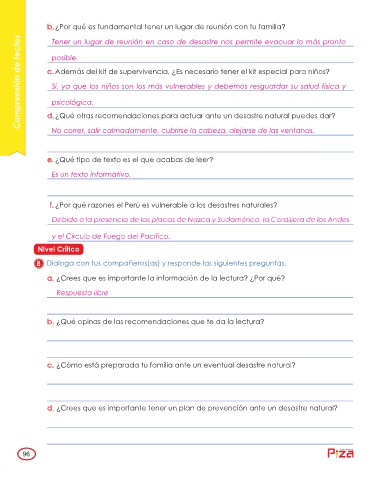 Comprensión de lectos
b. ¿Por qué es fundamental tener un lugar de reunión con tu familia?
Tener un lugar de reunión en caso de desastre nos permite evacuar lo más pronto
posible.
c. Además del kit de supervivencia, ¿Es necesario tener el kit especial para niños?
Sí, ya que los niños son los más vulnerables y debemos resguardar su salud física y
psicológica.
d. ¿Qué otras recomendaciones para actuar ante un desastre natural puedes dar?
No correr, salir calmadamente, cubrirse la cabeza, alejarse de las ventanas.
e. ¿Qué tipo de texto es el que acabas de leer?
Es un texto informativo.
f. ¿Por qué razones el Perú es vulnerable a los desastres naturales?
Debido a la presencia de las placas de Nazca y Sudamérica, la Cordillera de los Andes
y el Círculo de Fuego del Pacífico.
Nivel Crítico
8 Dialoga con tus compañeros(as) y responde las siguientes preguntas.
a. ¿Crees que es importante la información de la lectura? ¿Por qué?
Respuesta libre
b. ¿Qué opinas de las recomendaciones que te da la lectura?
c. ¿Cómo está preparada tu familia ante un eventual desastre natural?
d. ¿Crees que es importante tener un plan de prevención ante un desastre natural?
96
Piza